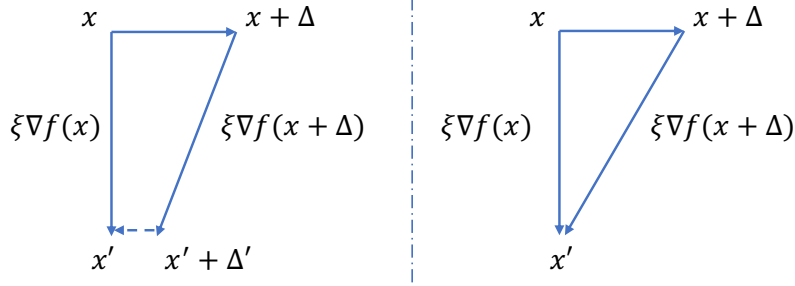 x x + Δ
ξ∇f(x) ξ∇f(x + Δ)
x′ x′ + Δ′
x x + Δ
ξ∇f(x) ξ∇f(x + Δ)
x′